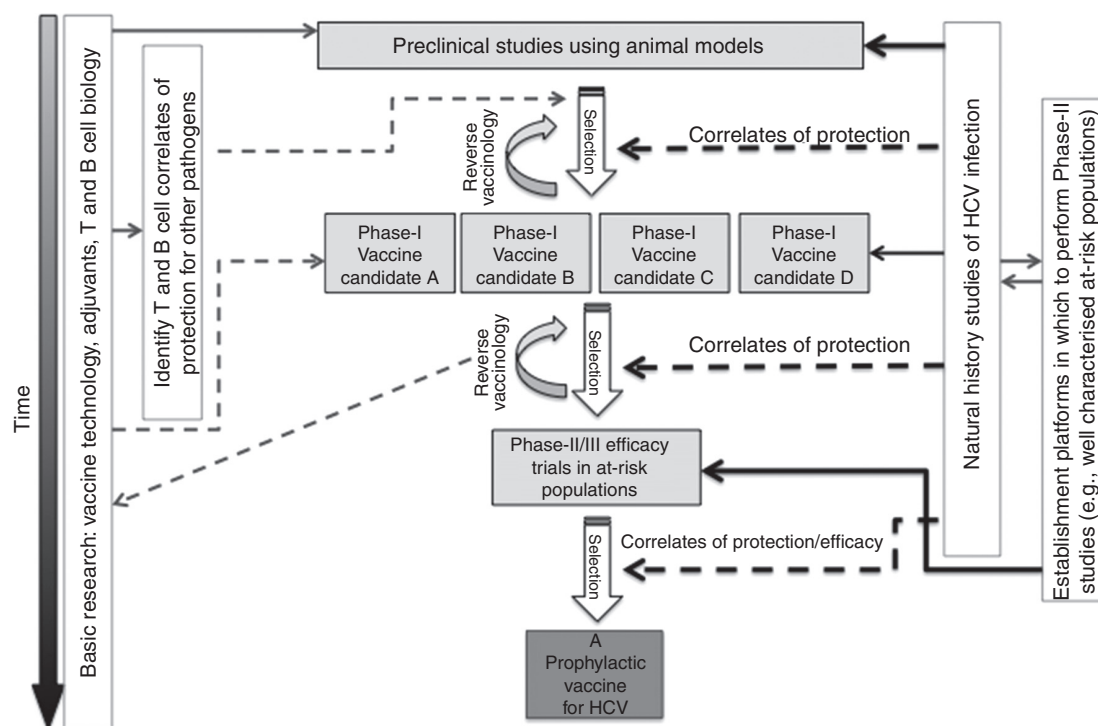 Time
Basic research: vaccine technology, adjuvants, T and B cell biology
Identify T and B cell correlates of
protection for other pathogens
Preclinical studies using animal models
Selection
Reverse
vaccinology
Correlates of protection
Phase-I
Vaccine
candidate A
Phase-I
Vaccine
candidate B
Phase-I
Vaccine
candidate C
Phase-I
Vaccine
candidate D
Selection
Reverse
vaccinology
Correlates of protection
Phase-II/III efficacy
trials in at-risk
populations
Selection
Correlates of protection/efficacy
A
Prophylactic
vaccine
for HCV
Natural history studies of HCV infection
Establishment platforms in which to perform Phase-II
studies (e.g., well characterised at-risk populations)